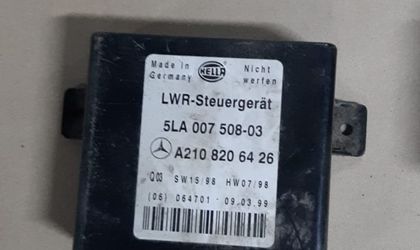 Made in HELLA Nicht
Germany werfen
LWR-Steuergerät
5LA 007 508-03
A210 820 64 26
Q03 SW15/98 HW07/98
(06) 064701 · 09.03.99